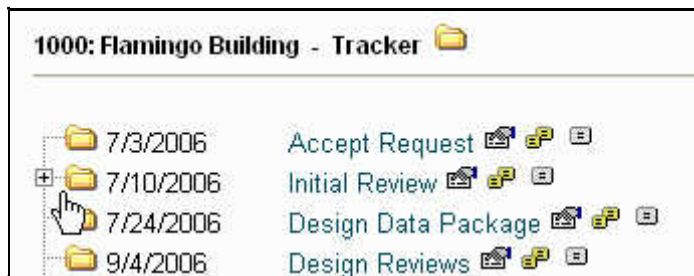 1000: Flamingo Building - Tracker
7/3/2006 Accept Request
7/10/2006 Initial Review
7/24/2006 Design Data Package
9/4/2006 Design Reviews